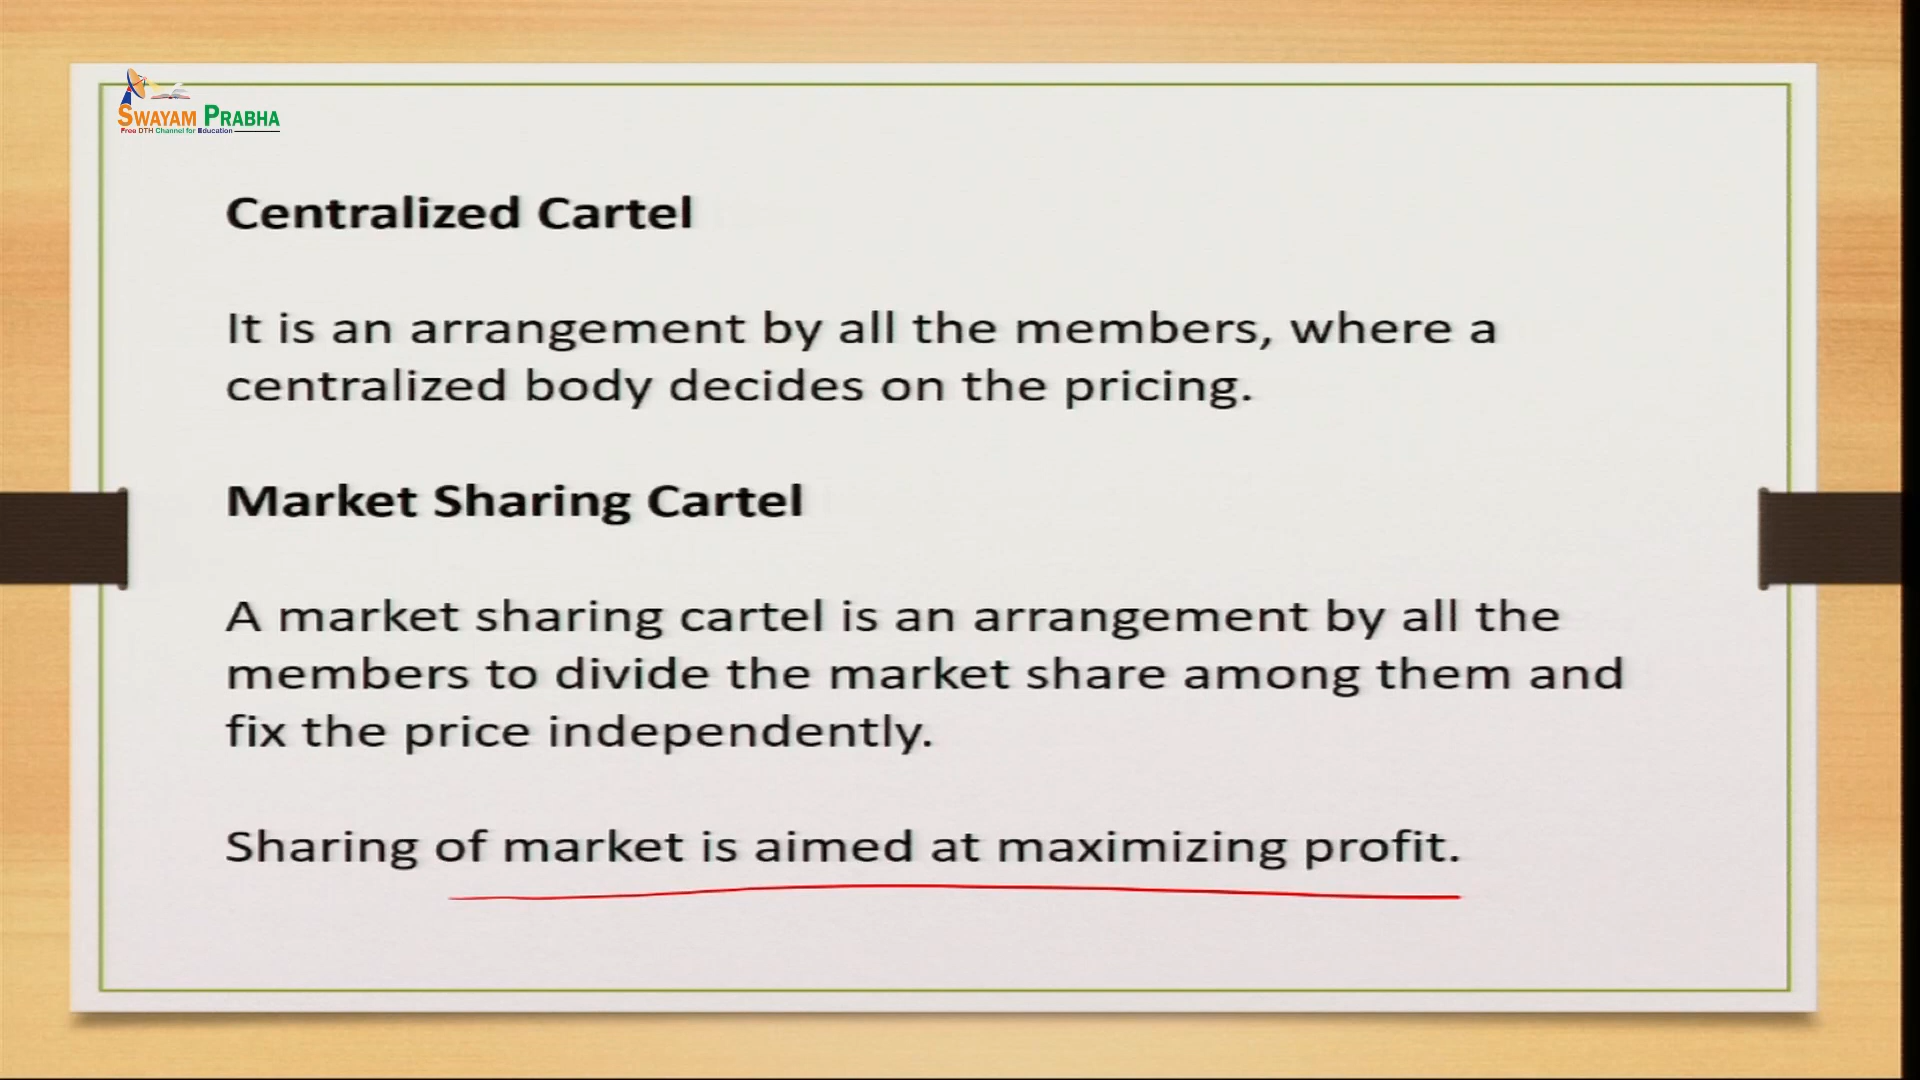 SWAYAM PRABHA
Free DTH Channel for Education
Centralized Cartel
It is an arrangement by all the members, where a
centralized body decides on the pricing.
Market Sharing Cartel
A market sharing cartel is an arrangement by all the
members to divide the market share among them and
fix the price independently.
Sharing of market is aimed at maximizing profit.